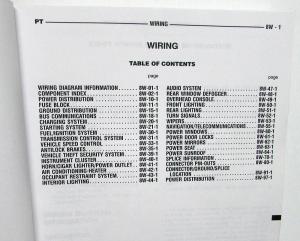 PT
WIRING
8W - 1
WIRING
TABLE OF CONTENTS
page
page
WIRING DIAGRAM INFORMATION 8W-01-1
COMPONENT INDEX 8W-02-1
POWER DISTRIBUTION 8W-10-1
FUSE BLOCK 8W-11-1
GROUND DISTRIBUTION 8W-15-1
BUS COMMUNICATIONS 8W-18-1
CHARGING SYSTEM 8W-20-1
STARTING SYSTEM 8W-21-1
FUEL/IGNITION SYSTEM 8W-30-1
TRANSMISSION CONTROL SYSTEM 8W-31-1
VEHICLE SPEED CONTROL 8W-33-1
ANTILOCK BRAKES 8W-35-1
VEHICLE THEFT SECURITY SYSTEM 8W-39-1
INSTRUMENT CLUSTER 8W-40-1
HORN/CIGAR LIGHTER/POWER OUTLET 8W-41-1
AIR CONDITIONING-HEATER 8W-42-1
OCCUPANT RESTRAINT SYSTEM 8W-43-1
INTERIOR LIGHTING 8W-44-1
AUDIO SYSTEM 8W-47-1
REAR WINDOW DEFOGGER 8W-48-1
OVERHEAD CONSOLE 8W-49-1
FRONT LIGHTING 8W-50-1
REAR LIGHTING 8W-51-1
TURN SIGNALS 8W-52-1
WIPERS 8W-53-1
NAVIGATION/TELECOMMUNICATIONS 8W-55-1
POWER WINDOWS 8W-60-1
POWER DOOR LOCKS 8W-61-1
POWER MIRRORS 8W-62-1
POWER SEAT 8W-63-1
POWER SUNROOF 8W-64-1
SPLICE INFORMATION 8W-70-1
CONNECTOR PIN-OUTS 8W-80-1
CONNECTOR/GROUND/SPLICE
LOCATION 8W-91-1
POWER DISTRIBUTION 8W-97-1